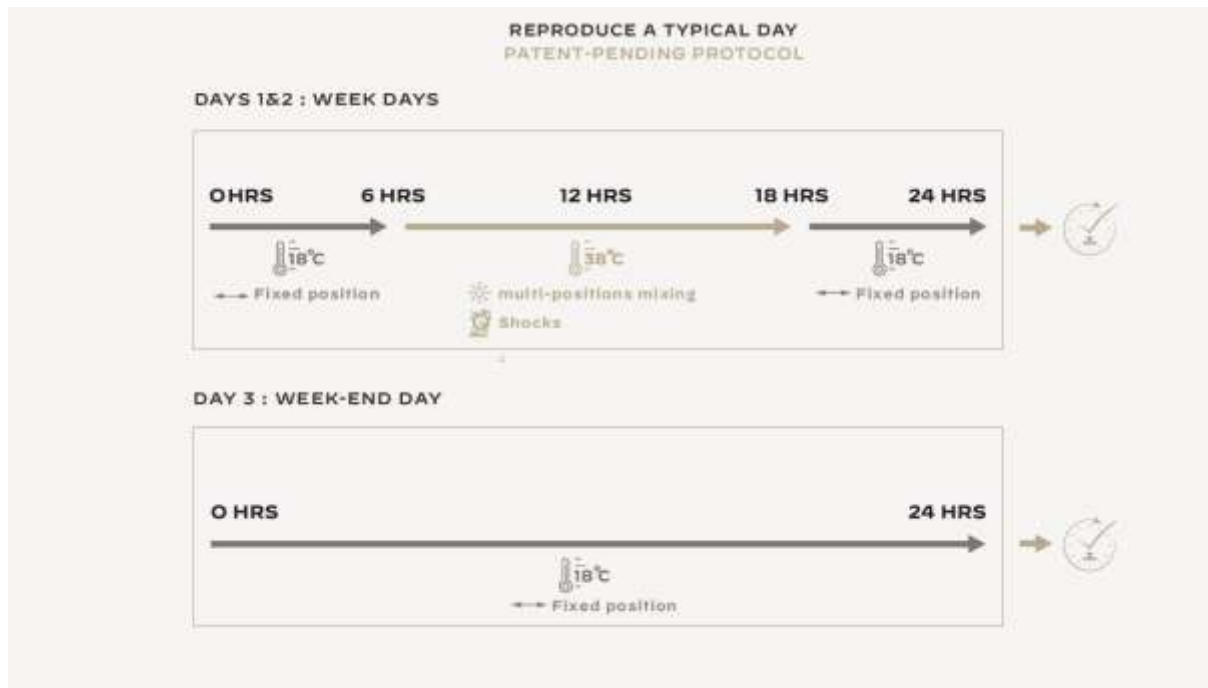 REPRODUCE A TYPICAL DAY
PATENT-PENDING PROTOCOL
DAYS 1&2 : WEEK DAYS
0HRS 6 HRS 12 HRS 18 HRS 24 HRS
18°C 38°C 18°C
Fixed position multi-positions mixing Fixed position
Shocks
DAY 3 : WEEK-END DAY
0 HRS 24 HRS
18°C
Fixed position